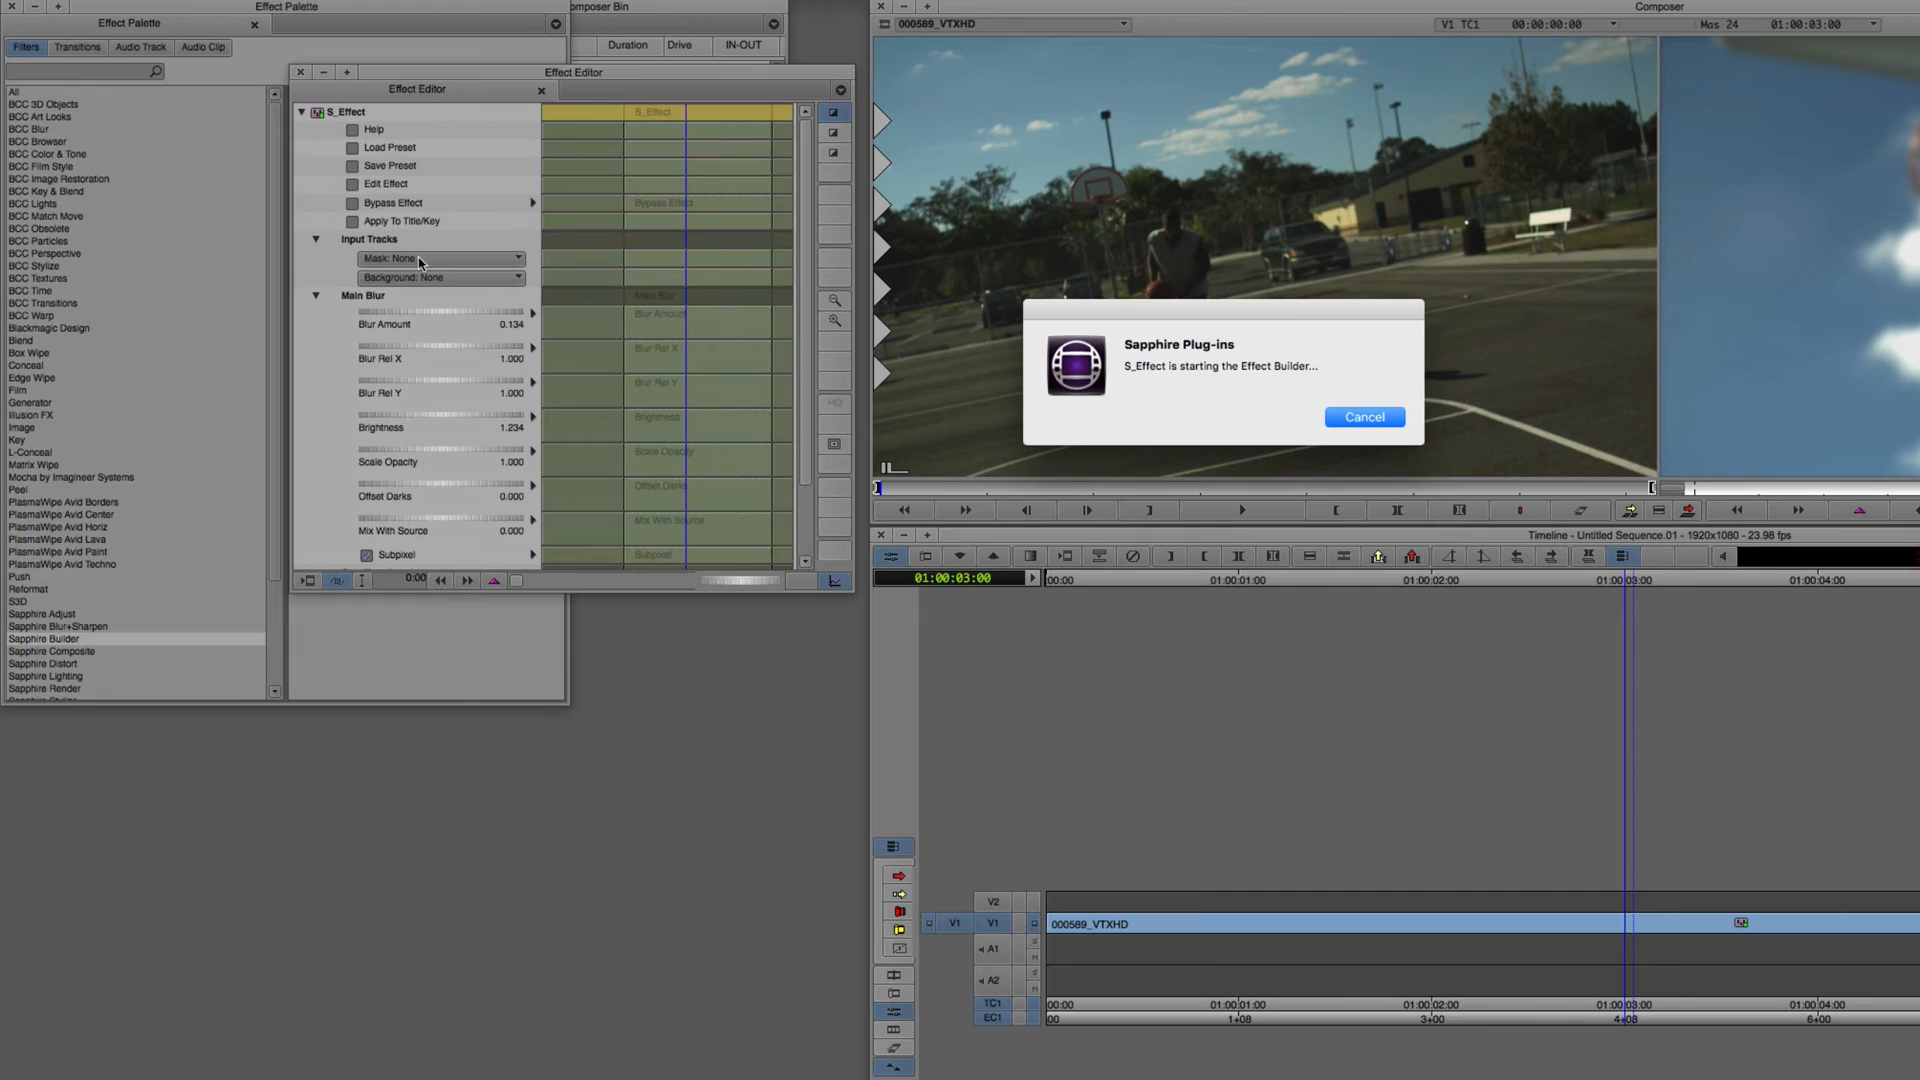 Effect Palette
Effect Palette
Filters
Transitions
Audio Track
Audio Clip
All
BCC 3D Objects
BCC Art Looks
BCC Blur
BCC Browser
BCC Color & Tone
BCC Film Style
BCC Image Restoration
BCC Key & Blend
BCC Lights
BCC Match Move
BCC Obsolete
BCC Particles
BCC Perspective
BCC Stylize
BCC Textures
BCC Time
BCC Transitions
BCC Warp
Blackmagic Design
Blend
Box Wipe
Conceal
Edge Wipe
Film
Generator
Illusion FX
Image
Key
L-Conceal
Matrix Wipe
Mocha by Imagineer Systems
Peel
PlasmaWipe Avid Borders
PlasmaWipe Avid Center
PlasmaWipe Avid Horiz
PlasmaWipe Avid Lava
PlasmaWipe Avid Paint
PlasmaWipe Avid Techno
Push
Reformat
S3D
Sapphire Adjust
Sapphire Blur+Sharpen
Sapphire Builder
Sapphire Composite
Sapphire Distort
Sapphire Lighting
Sapphire Render
omposer Bin
Duration
Drive
IN-OUT
Effect Editor
Effect Editor
S_Effect
S_Effect
Help
Load Preset
Save Preset
Edit Effect
Bypass Effect
Bypass Effect
Apply To Title/Key
Input Tracks
Mask: None
Background: None
Main Blur
Main Blur
Blur Amount
0.134
Blur Amount
Blur Rel X
1.000
Blur Rel X
Blur Rel Y
1.000
Blur Rel Y
Brightness
1.234
Brightness
Scale Opacity
1.000
Scale Opacity
Offset Darks
0.000
Offset Darks
Mix With Source
0.000
Mix With Source
Subpixel
Subpixel
0:00
HQ
Composer
000589_VTXHD
V1 TC1
00:00:00:00
Mas 24
01:00:03:00
Sapphire Plug-ins
S_Effect is starting the Effect Builder...
Cancel
Timeline - Untitled Sequence.01 - 1920x1080 - 23.98 fps
01:00:03:00
:00:00
01:00:01:00
01:00:02:00
01:00:03:00
01:00:04:00
V2
V1
V1
000589_VTXHD
A1
S
M
A2
S
M
TC1
00:00
01:00:01:00
01:00:02:00
01:00:03:00
01:00:04:00
EC1
00
1+08
3+00
4+08
6+00